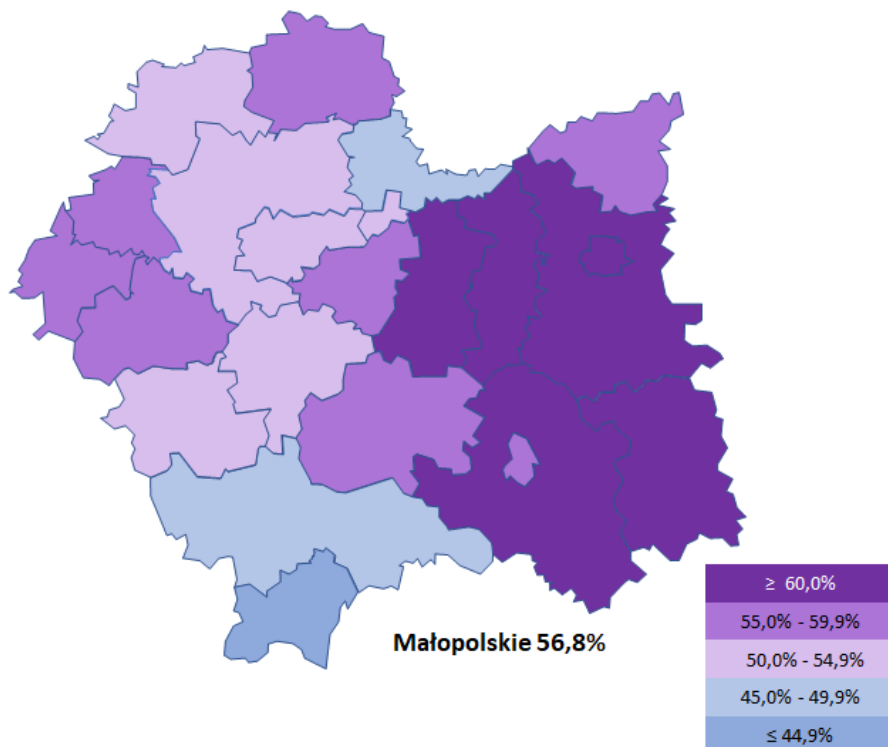 Małopolskie 56,8%
≥ 60,0%
55,0% - 59,9%
50,0% - 54,9%
45,0% - 49,9%
≤ 44,9%